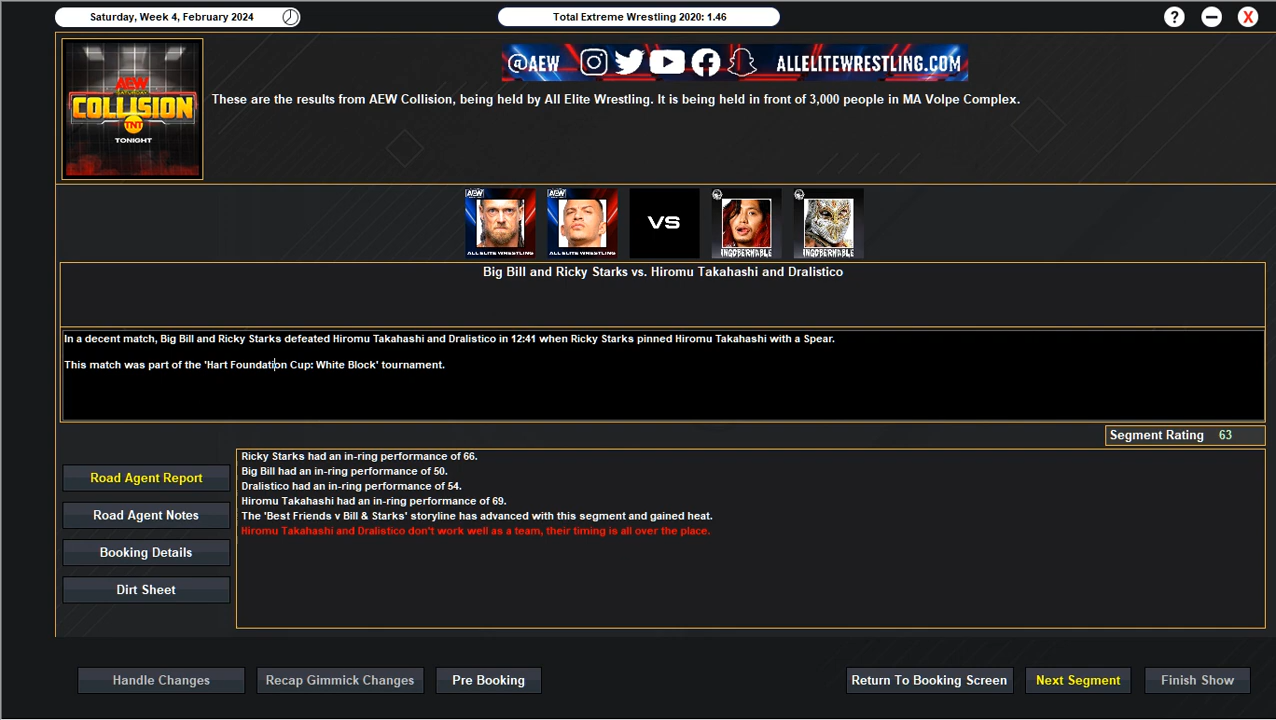 Saturday, Week 4, February 2024
Total Extreme Wrestling 2020: 1.46
?
X
AEW
SATURDAY
COLLISION
TNT
TONIGHT
@AEW
ALLELITEWRESTLING.COM
These are the results from AEW Collision, being held by All Elite Wrestling. It is being held in front of 3,000 people in MA Volpe Complex.
AEW
ALL ELITE WRESTLING
AEW
ALL ELITE WRESTLING
VS
INGOBERNABLE
INGOBERNABLE
Big Bill and Ricky Starks vs. Hiromu Takahashi and Dralistico
In a decent match, Big Bill and Ricky Starks defeated Hiromu Takahashi and Dralistico in 12:41 when Ricky Starks pinned Hiromu Takahashi with a Spear.
This match was part of the 'Hart Foundation Cup: White Block' tournament.
Segment Rating 63
Road Agent Report
Road Agent Notes
Booking Details
Dirt Sheet
Ricky Starks had an in-ring performance of 66.
Big Bill had an in-ring performance of 50.
Dralistico had an in-ring performance of 54.
Hiromu Takahashi had an in-ring performance of 69.
The 'Best Friends v Bill & Starks' storyline has advanced with this segment and gained heat.
Hiromu Takahashi and Dralistico don't work well as a team, their timing is all over the place.
Handle Changes
Recap Gimmick Changes
Pre Booking
Return To Booking Screen
Next Segment
Finish Show